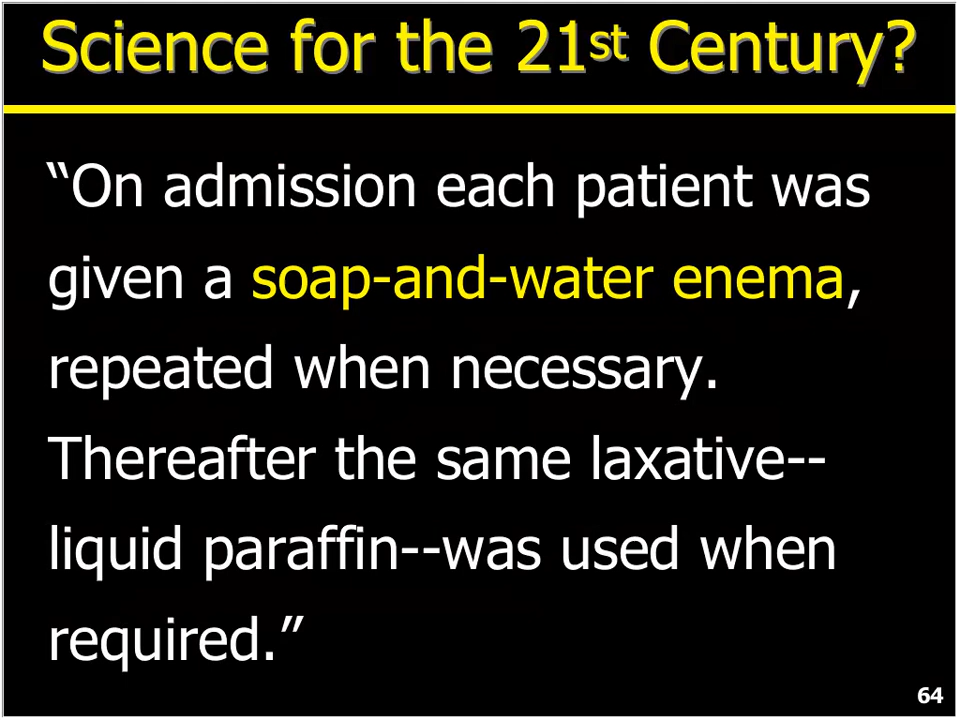 Science for the 21st Century?
“On admission each patient was
given a soap-and-water enema,
repeated when necessary.
Thereafter the same laxative--
liquid paraffin--was used when
required.”
64